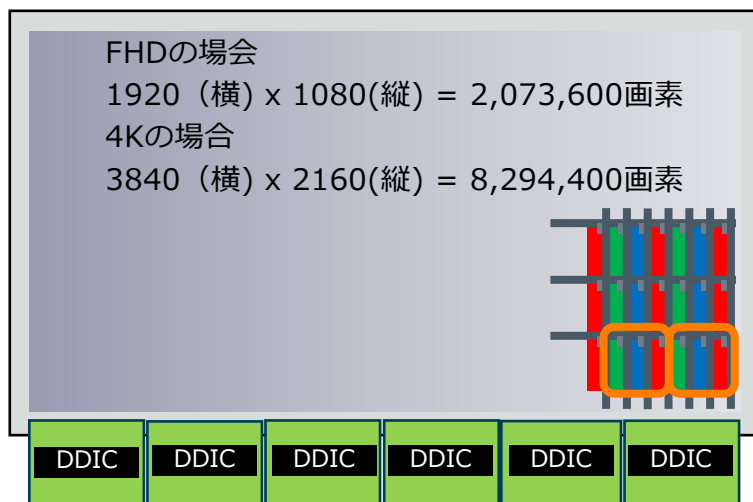 FHDの場会
1920（横) x 1080(縦) = 2,073,600画素
4Kの場合
3840（横) x 2160(縦) = 8,294,400画素
DDIC DDIC DDIC DDIC DDIC DDIC